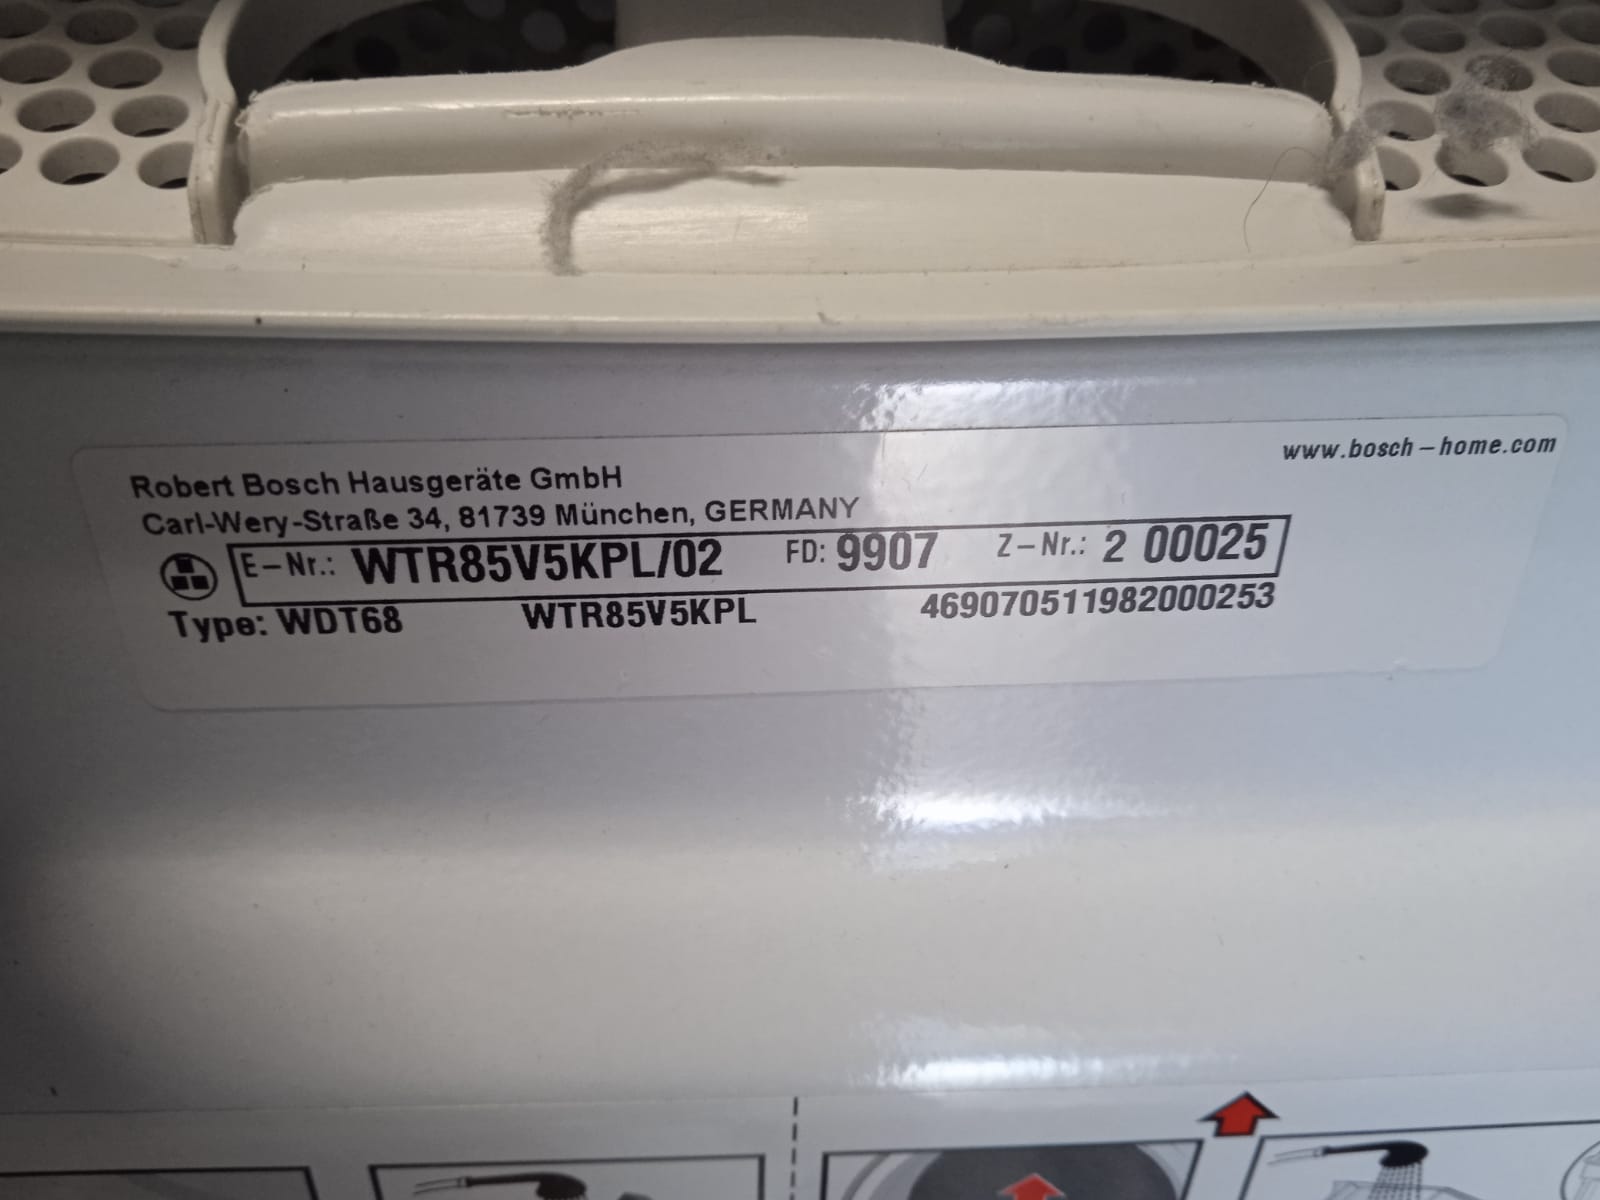 www.bosch-home.com
Robert Bosch Hausgeräte GmbH
Carl-Wery-Straße 34, 81739 München, GERMANY
E-Nr.: WTR85V5KPL/02 FD: 9907 Z-Nr.: 2 00025
Type: WDT68 WTR85V5KPL 469070511982000253